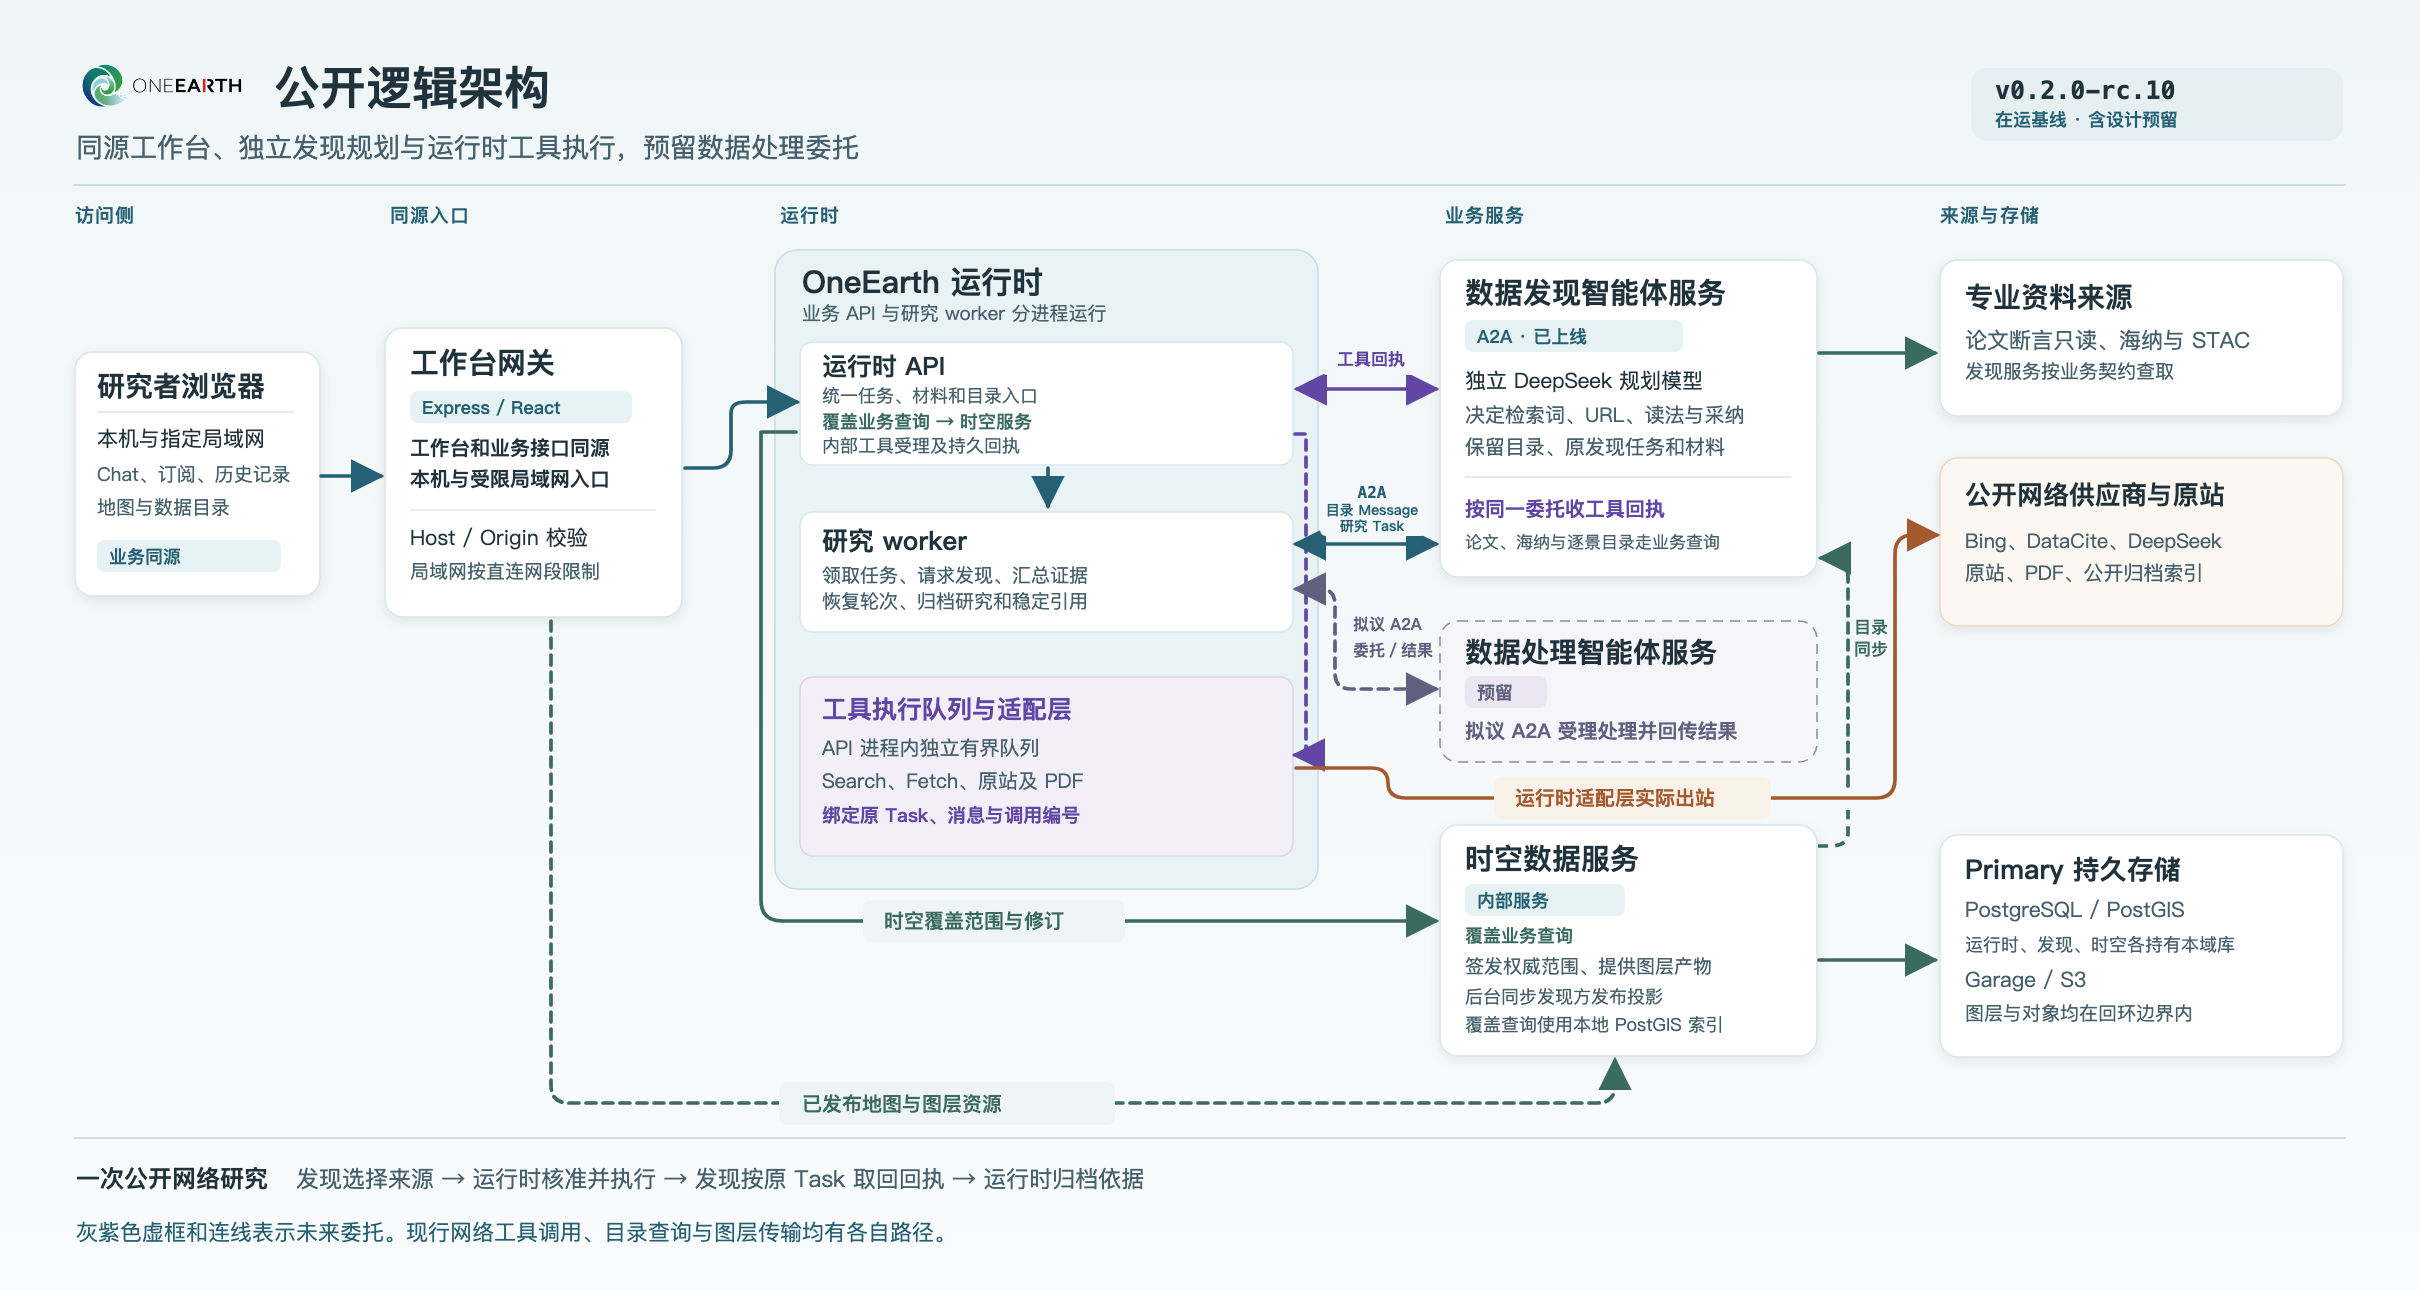 ONEEARTH
公开逻辑架构
同源工作台、独立发现规划与运行时工具执行，预留数据处理委托
v0.2.0-rc.10
在运基线 · 含设计预留
访问侧
同源入口
运行时
业务服务
来源与存储
研究者浏览器
本机与指定局域网
Chat、订阅、历史记录
地图与数据目录
业务同源
工作台网关
Express / React
工作台和业务接口同源
本机与受限局域网入口
Host / Origin 校验
局域网按直连网段限制
OneEarth 运行时
业务 API 与研究 worker 分进程运行
运行时 API
统一任务、材料和目录入口
覆盖业务查询 → 时空服务
内部工具受理及持久回执
研究 worker
领取任务、请求发现、汇总证据
恢复轮次、归档研究和稳定引用
工具执行队列与适配层
API 进程内独立有界队列
Search、Fetch、原站及 PDF
绑定原 Task、消息与调用编号
工具回执
A2A
目录 Message
研究 Task
拟议 A2A
委托 / 结果
数据发现智能体服务
A2A · 已上线
独立 DeepSeek 规划模型
决定检索词、URL、读法与采纳
保留目录、原发现任务和材料
按同一委托收工具回执
论文、海纳与逐景目录走业务查询
数据处理智能体服务
预留
拟议 A2A 受理处理并回传结果
目录
同步
运行时适配层实际出站
时空数据服务
内部服务
覆盖业务查询
签发权威范围、提供图层产物
后台同步发现方发布投影
覆盖查询使用本地 PostGIS 索引
时空覆盖范围与修订
已发布地图与图层资源
专业资料来源
论文断言只读、海纳与 STAC
发现服务按业务契约查取
公开网络供应商与原站
Bing、DataCite、DeepSeek
原站、PDF、公开归档索引
Primary 持久存储
PostgreSQL / PostGIS
运行时、发现、时空各持有本域库
Garage / S3
图层与对象均在回环边界内
一次公开网络研究 发现选择来源 → 运行时核准并执行 → 发现按原 Task 取回回执 → 运行时归档依据
灰紫色虚框和连线表示未来委托。现行网络工具调用、目录查询与图层传输均有各自路径。